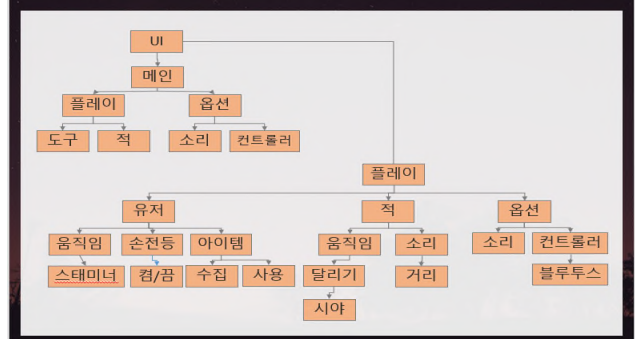 UI
메인
플레이 옵션
도구 적 소리 컨트롤러
플레이
유저 적 옵션
움직임 손전등 아이템 움직임 소리 소리 컨트롤러
스태미너 켬/끔 수집 사용 달리기 거리 블루투스
시야